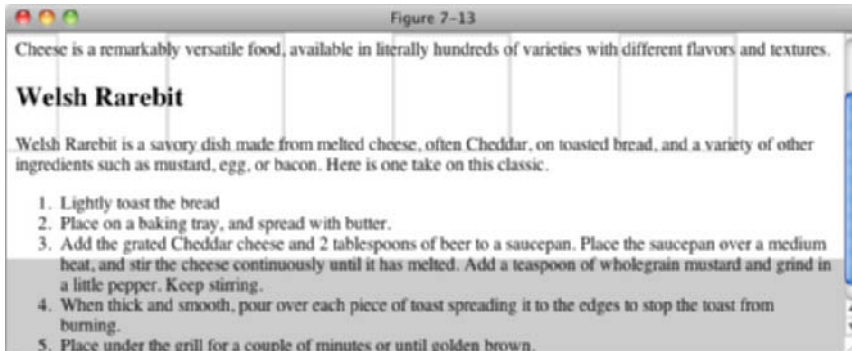 Figure 7-13
Cheese is a remarkably versatile food, available in literally hundreds of varieties with different flavors and textures.
Welsh Rarebit
Welsh Rarebit is a savory dish made from melted cheese, often Cheddar, on toasted bread, and a variety of other
ingredients such as mustard, egg, or bacon. Here is one take on this classic.
1. Lightly toast the bread
2. Place on a baking tray, and spread with butter.
3. Add the grated Cheddar cheese and 2 tablespoons of beer to a saucepan. Place the saucepan over a medium
heat, and stir the cheese continuously until it has melted. Add a teaspoon of wholegrain mustard and grind in
a little pepper. Keep stirring.
4. When thick and smooth, pour over each piece of toast spreading it to the edges to stop the toast from
burning.
5. Place under the grill for a couple of minutes or until golden brown.